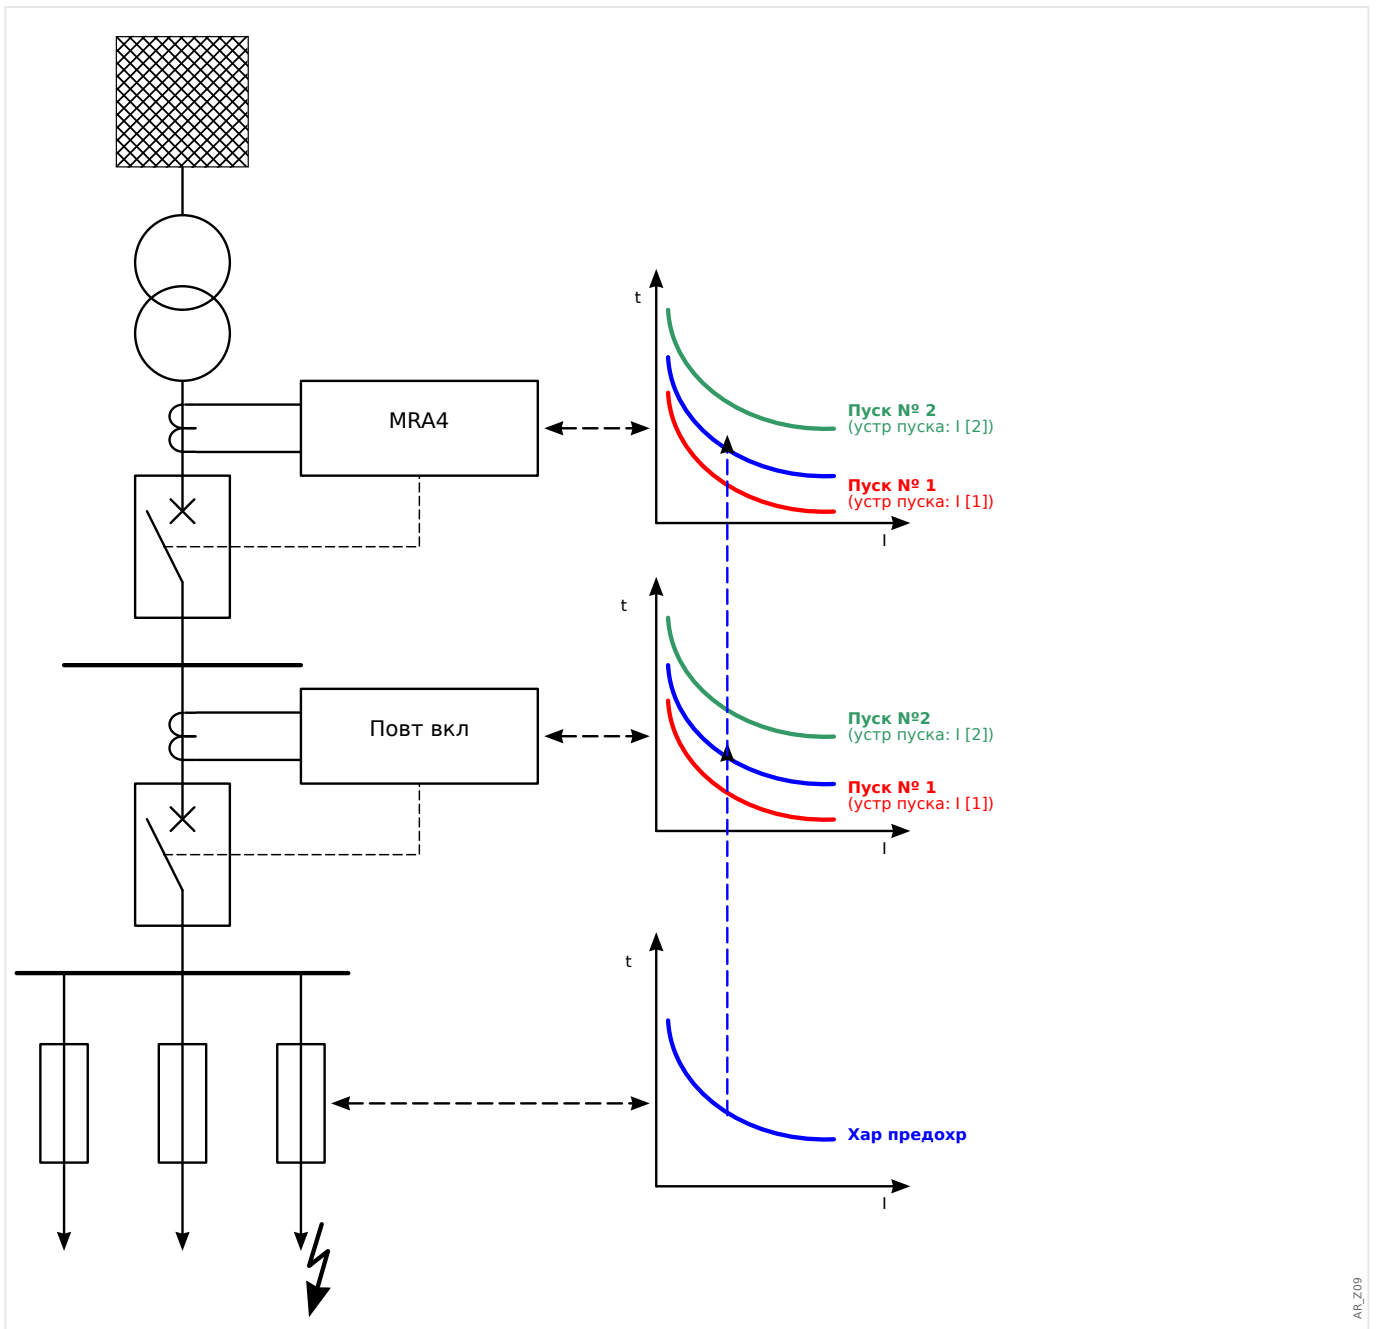 t
MRA4
Пуск № 2
(устр пуска: I [2])
Пуск № 1
(устр пуска: I [1])
I
t
Повт вкл
Пуск №2
(устр пуска: I [2])
Пуск № 1
(устр пуска: I [1])
I
t
Хар предохр
I
AR_Z09